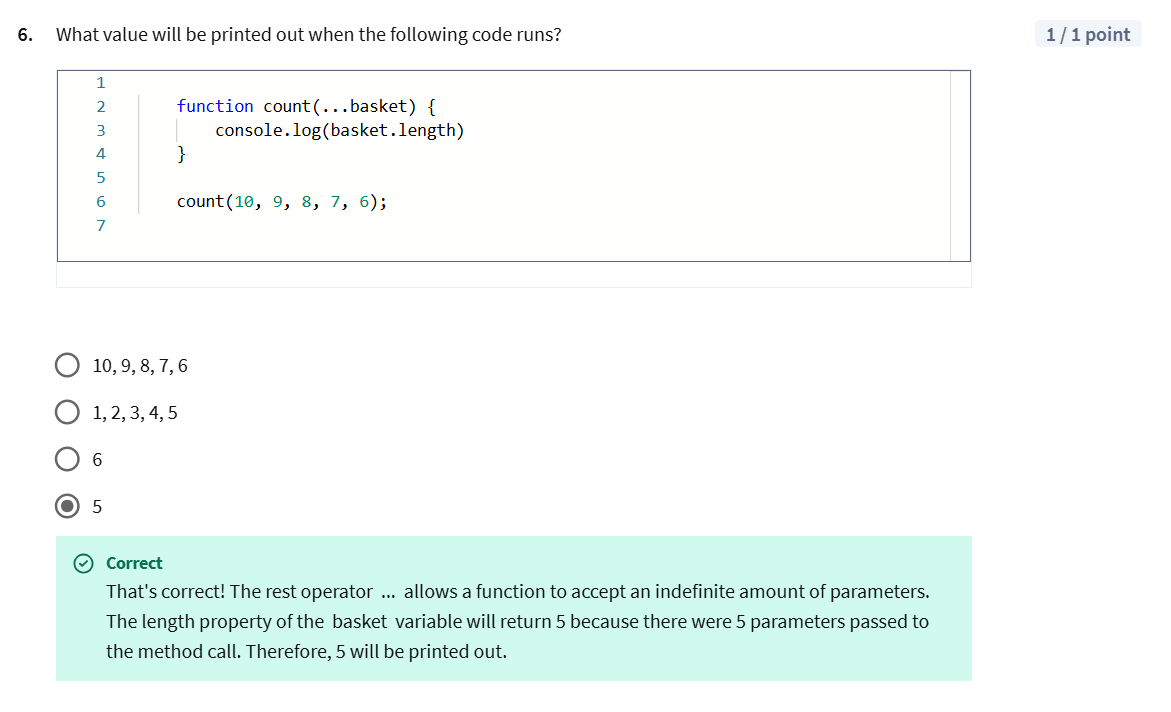 6. What value will be printed out when the following code runs?
1 / 1 point
1
2 function count(...basket) {
3 console.log(basket.length)
4 }
5
6 count(10, 9, 8, 7, 6);
7
10, 9, 8, 7, 6
1, 2, 3, 4, 5
6
5
Correct
That's correct! The rest operator ... allows a function to accept an indefinite amount of parameters.
The length property of the basket variable will return 5 because there were 5 parameters passed to
the method call. Therefore, 5 will be printed out.